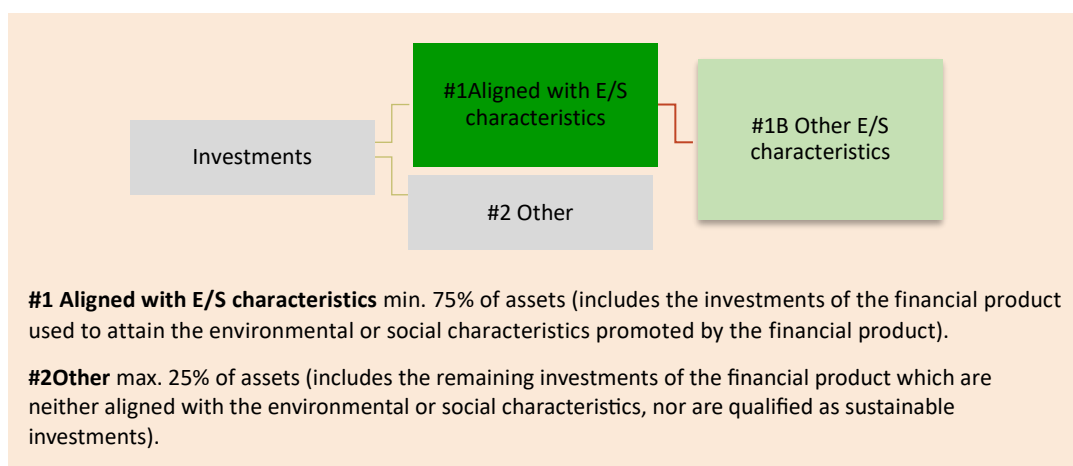 #1Aligned with E/S
characteristics
#1B Other E/S
characteristics
Investments
#2 Other
#1 Aligned with E/S characteristics min. 75% of assets (includes the investments of the financial product
used to attain the environmental or social characteristics promoted by the financial product).
#2Other max. 25% of assets (includes the remaining investments of the financial product which are
neither aligned with the environmental or social characteristics, nor are qualified as sustainable
investments).